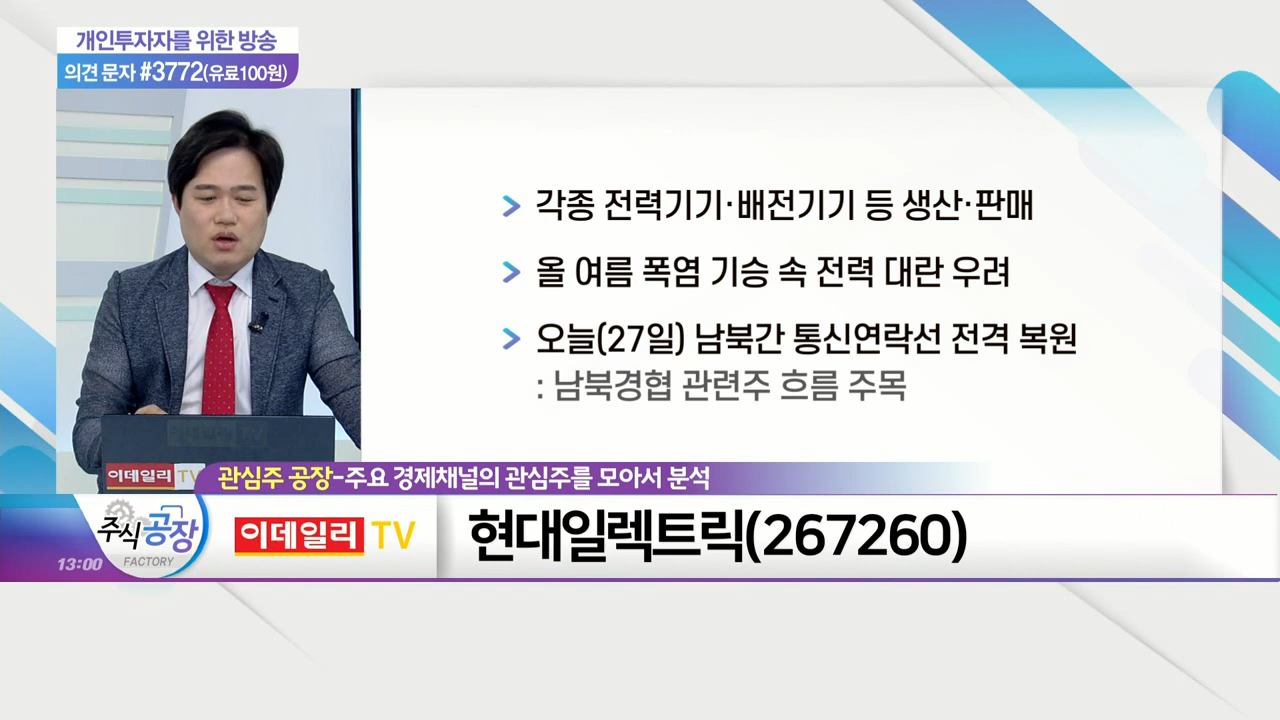 개인투자자를 위한 방송
의견 문자 #3772(유료100원)
각종 전력기기·배전기기 등 생산·판매
올 여름 폭염 기승 속 전력 대란 우려
오늘(27일) 남북간 통신연락선 전격 복원
: 남북경협 관련주 흐름 주목
이데일리 TV
이데일리 TV
관심주 공장-주요 경제채널의 관심주를 모아서 분석
주식공장
FACTORY
13:00
이데일리 TV
현대일렉트릭(267260)